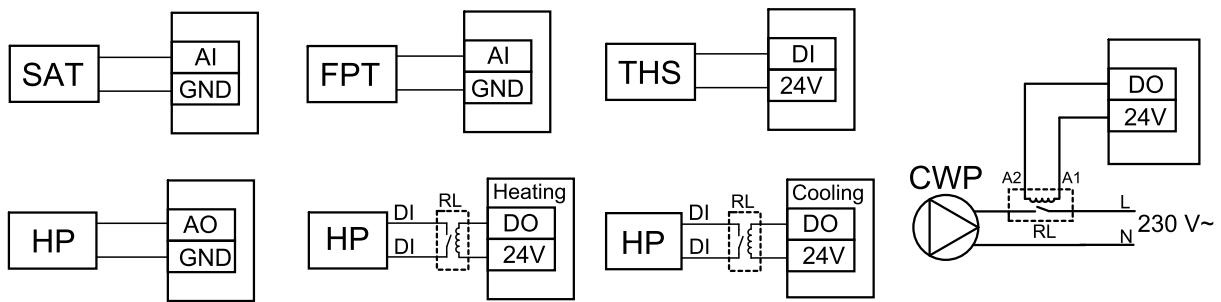 SAT
AI
GND
FPT
AI
GND
THS
DI
24V
DO
24V
CWP
A2
A1
RL
L
N
230 V~
HP
AO
GND
HP
DI
DI
RL
Heating
DO
24V
HP
DI
DI
RL
Cooling
DO
24V